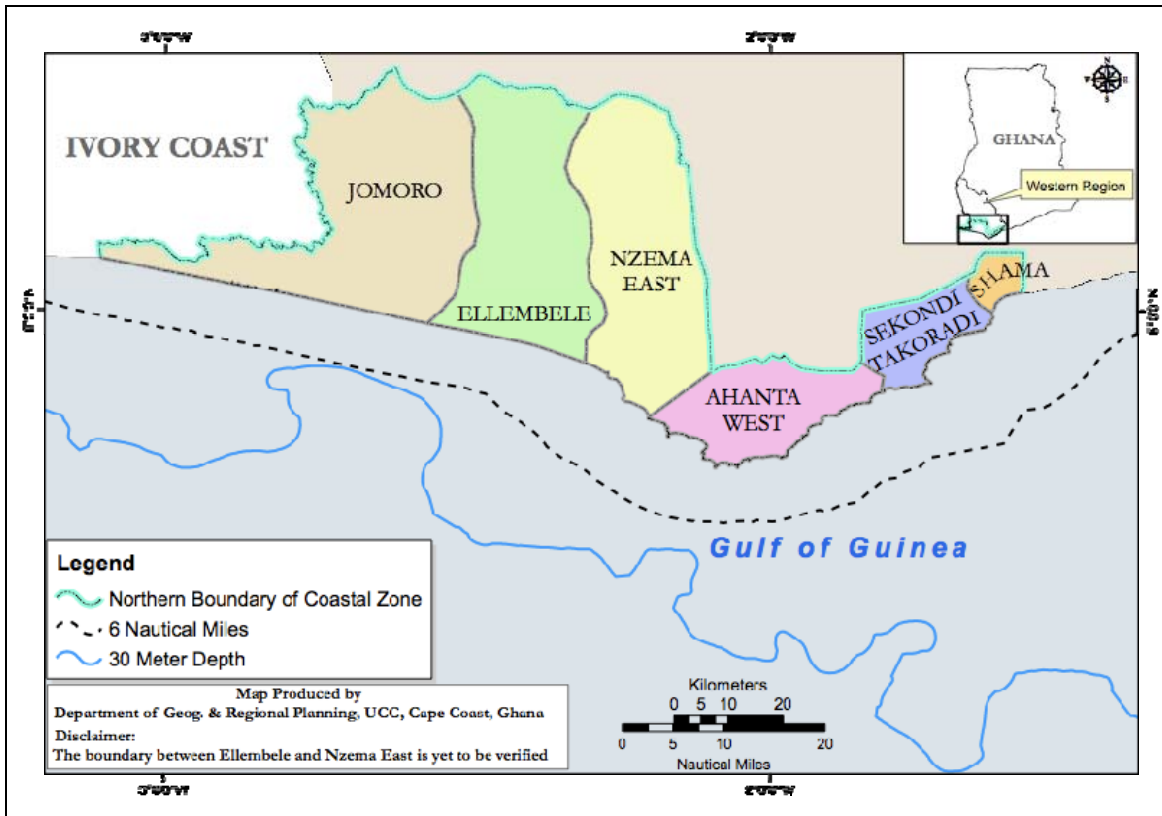 IVORY COAST
JOMORO
ELLEMBELE
NZEMA
EAST
AHANTA
WEST
SEKONDI
TAKORADI
SHAMA
GHANA
Western Region
N
Gulf of Guinea
Legend
Northern Boundary of Coastal Zone
6 Nautical Miles
30 Meter Depth
Map Produced by
Department of Geog. & Regional Planning, UCC, Cape Coast, Ghana
Disclaimer:
The boundary between Ellembele and Nzema East is yet to be verified
Kilometers
0 5 10 20
0 5 10 20
Nautical Miles